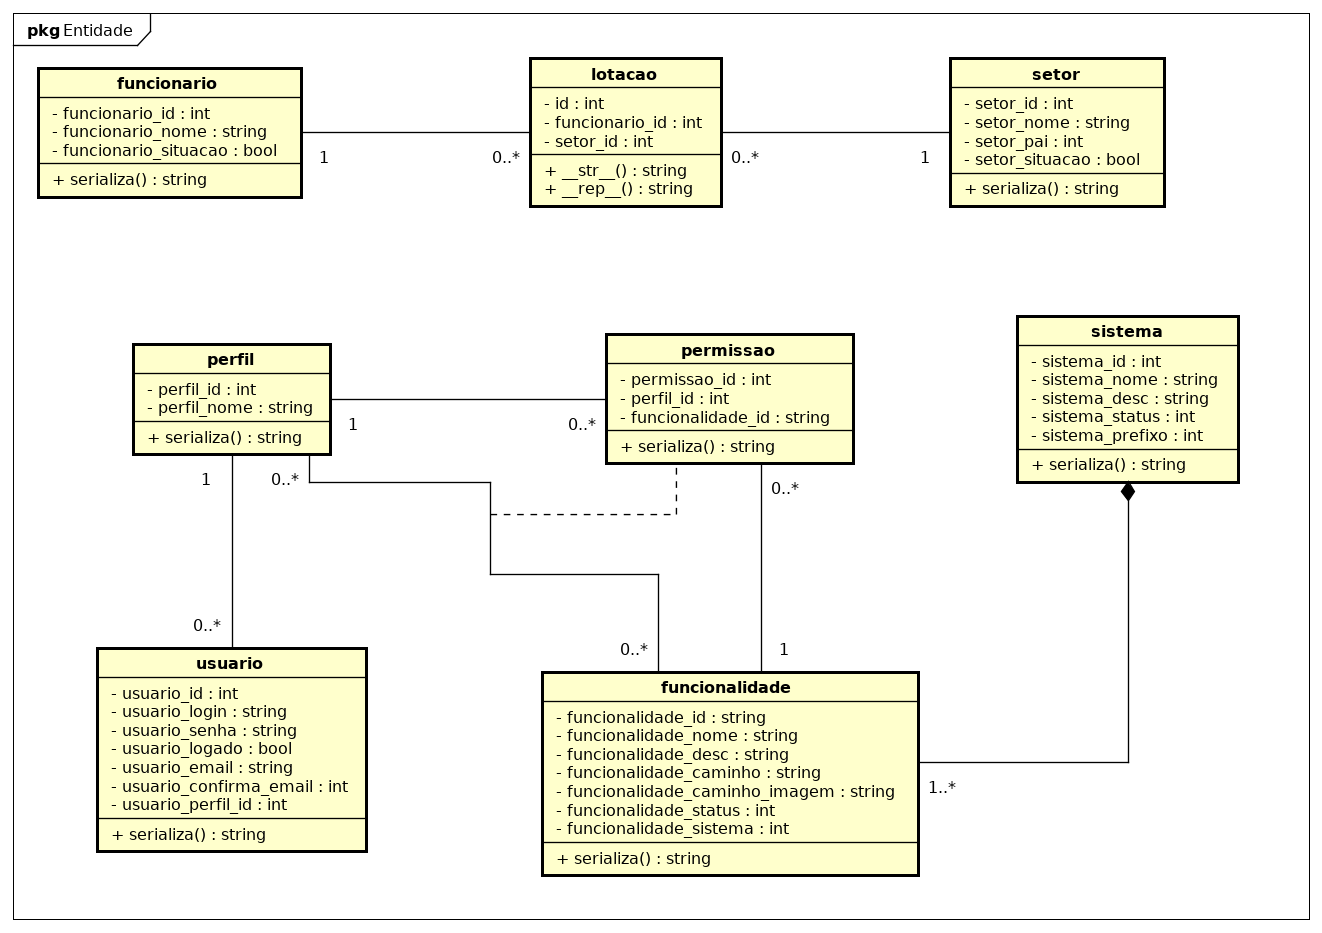 pkg Entidade
funcionario
- funcionario_id : int
- funcionario_nome : string
- funcionario_situacao : bool
+ serializa() : string
1
0..*
lotacao
- id : int
- funcionario_id : int
- setor_id : int
+ __str__() : string
+ __rep__() : string
0..*
1
setor
- setor_id : int
- setor_nome : string
- setor_pai : int
- setor_situacao : bool
+ serializa() : string
perfil
- perfil_id : int
- perfil_nome : string
+ serializa() : string
1
0..*
permissao
- permissao_id : int
- perfil_id : int
- funcionalidade_id : string
+ serializa() : string
sistema
- sistema_id : int
- sistema_nome : string
- sistema_desc : string
- sistema_status : int
- sistema_prefixo : int
+ serializa() : string
1
0..*
0..*
0..*
0..*
1
usuario
- usuario_id : int
- usuario_login : string
- usuario_senha : string
- usuario_logado : bool
- usuario_email : string
- usuario_confirma_email : int
- usuario_perfil_id : int
+ serializa() : string
funcionalidade
- funcionalidade_id : string
- funcionalidade_nome : string
- funcionalidade_desc : string
- funcionalidade_caminho : string
- funcionalidade_caminho_imagem : string
- funcionalidade_status : int
- funcionalidade_sistema : int
+ serializa() : string
1..*